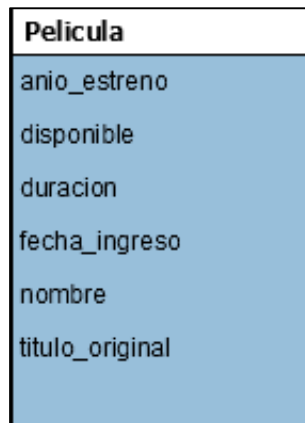 Pelicula
anio_estreno
disponible
duracion
fecha_ingreso
nombre
titulo_original